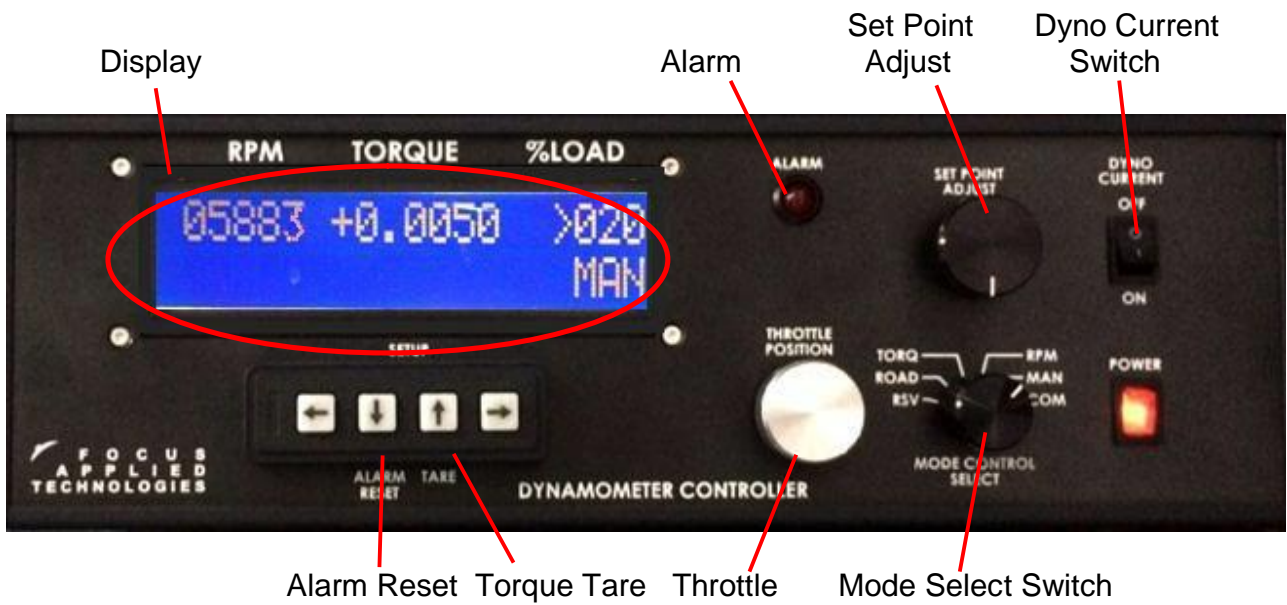 Display
Alarm
Set Point
Adjust
Dyno Current
Switch
RPM TORQUE %LOAD
05883 +0.0050 >020
MAN
ALARM
SET POINT
ADJUST
DYNO
CURRENT
OFF
ON
SETUP
ALARM
RESET
TARE
FOCUS
APPLIED
TECHNOLOGIES
DYNAMOMETER CONTROLLER
THROTTLE
POSITION
TORQ
ROAD
RSV
RPM
MAN
COM
MODE CONTROL
SELECT
POWER
Alarm Reset
Torque Tare
Throttle
Mode Select Switch